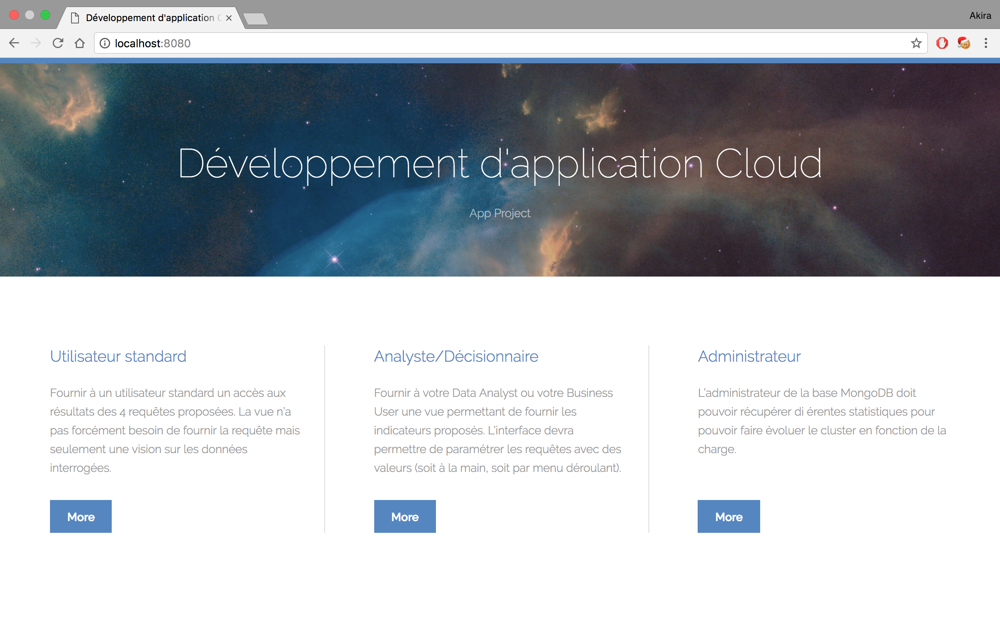 Développement d'application C
Akira
localhost:8080
Développement d'application Cloud
App Project
Utilisateur standard
Fournir à un utilisateur standard un accès aux
résultats des 4 requêtes proposées. La vue n'a
pas forcément besoin de fournir la requête mais
seulement une vision sur les données
interrogées.
More
Analyste/Décisionnaire
Fournir à votre Data Analyst ou votre Business
User une vue permettant de fournir les
indicateurs proposés. L'interface devra
permettre de paramétrer les requêtes avec des
valeurs (soit à la main, soit par menu déroulant).
More
Administrateur
L'administrateur de la base MongoDB doit
pouvoir récupérer di érentes statistiques pour
pouvoir faire évoluer le cluster en fonction de la
charge.
More